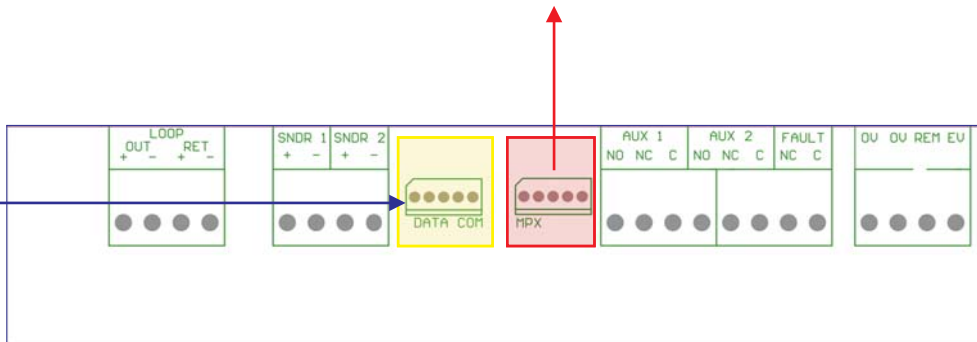 LOOP
OUT RET
+ - + -
SNDR 1 SNDR 2
+ - + -
DATA COM
MPX
AUX 1 AUX 2 FAULT
NO NC C NO NC C NC C
0V 0V REM EV